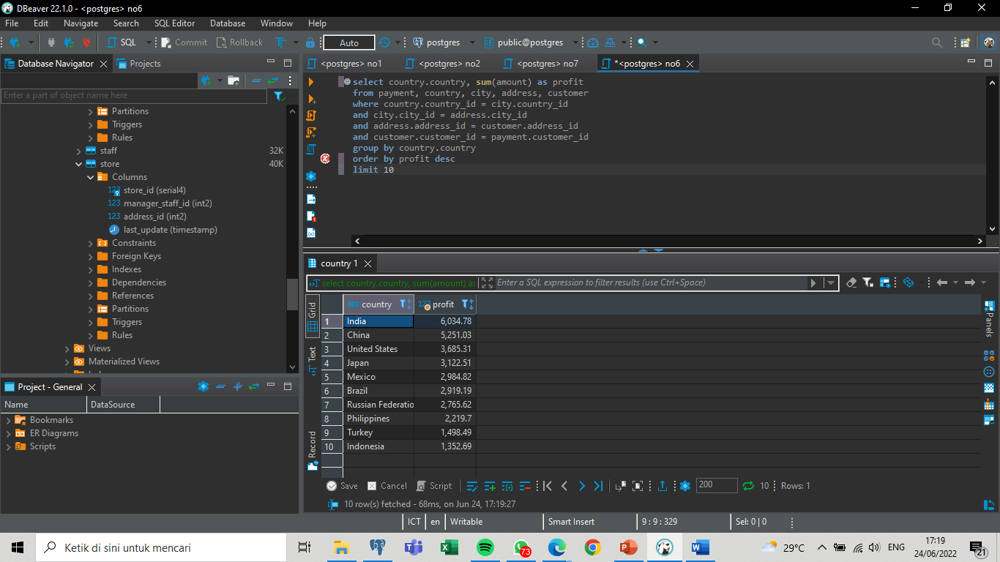 DBeaver 22.1.0 - <postgres> no6
File Edit Navigate Search SQL Editor Database Window Help
SQL Commit Rollback Auto postgres public@postgres
Database Navigator Projects
<postgres> no1 <postgres> no2 <postgres> no7 *<postgres> no6
Enter a part of object name here
Partitions
Triggers
Rules
staff 32K
store 40K
Columns
store_id (serial4)
manager_staff_id (int2)
address_id (int2)
last_update (timestamp)
Constraints
Foreign Keys
Indexes
Dependencies
References
Partitions
Triggers
Rules
Views
Materialized Views
Project - General
Name DataSource
Bookmarks
ER Diagrams
Scripts
select country.country, sum(amount) as profit
from payment, country, city, address, customer
where country.country_id = city.country_id
and city.city_id = address.city_id
and address.address_id = customer.address_id
and customer.customer_id = payment.customer_id
group by country.country
order by profit desc
limit 10
country 1
select country.country, sum(amount) as Enter a SQL expression to filter results (use Ctrl+Space)
Grid
Text
Record
Panels
country 123 profit
1 India 6,034.78
2 China 5,251.03
3 United States 3,685.31
4 Japan 3,122.51
5 Mexico 2,984.82
6 Brazil 2,919.19
7 Russian Federatio 2,765.62
8 Philippines 2,219.7
9 Turkey 1,498.49
10 Indonesia 1,352.69
Save Cancel Script 200 10 Rows: 1
10 row(s) fetched - 68ms, on Jun 24, 17:19:27
ICT en Writable Smart Insert 9 : 9 : 329 Sel: 0 | 0
Ketik di sini untuk mencari
73
29°C ENG
17:19
24/06/2022
21